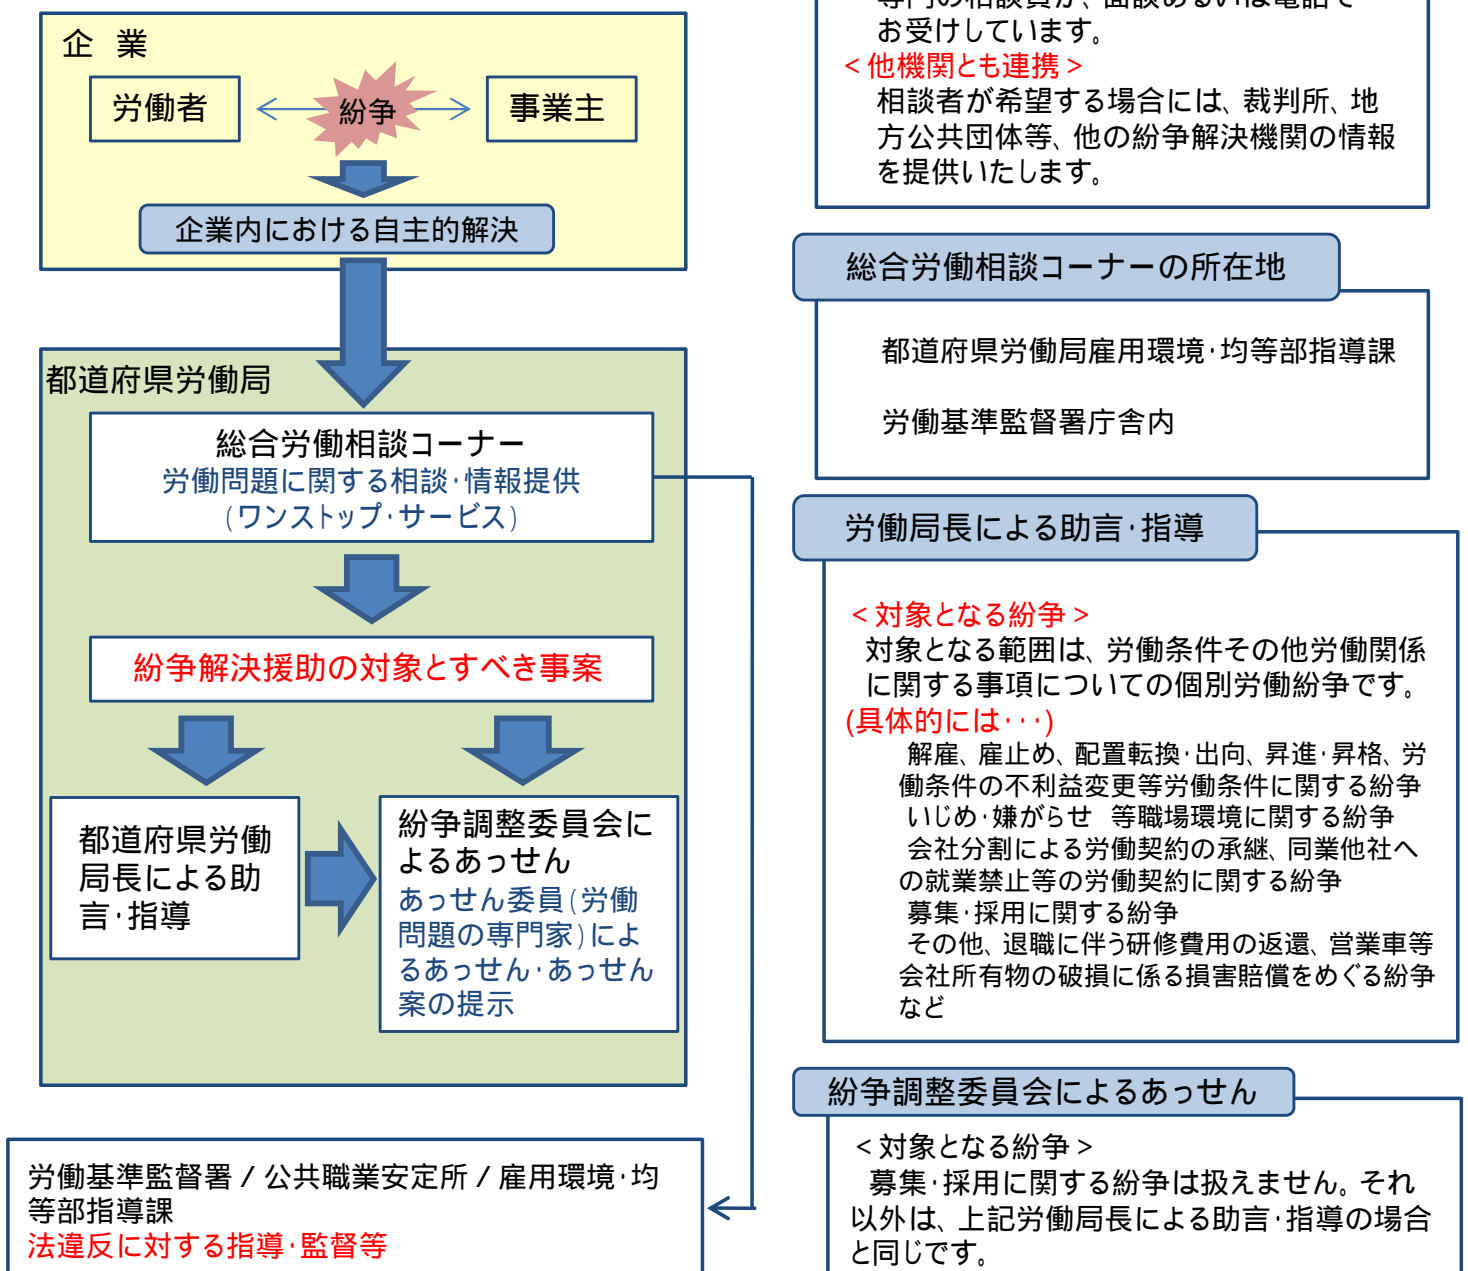 企 業
労働者
紛争
事業主
企業内における自主的解決
都道府県労働局
総合労働相談コーナー
労働問題に関する相談・情報提供
(ワンストップ・サービス)
紛争解決援助の対象とすべき事案
都道府県労働
局長による助
言・指導
紛争調整委員会に
よるあっせん
あっせん委員(労働
問題の専門家)によ
るあっせん・あっせん
案の提示
労働基準監督署 / 公共職業安定所 / 雇用環境・均
等部指導課
法違反に対する指導・監督等
専門の相談員が、面談あるいは電話で
お受けしています。
<他機関とも連携>
相談者が希望する場合には、裁判所、地
方公共団体等、他の紛争解決機関の情報
を提供いたします。
総合労働相談コーナーの所在地
都道府県労働局雇用環境・均等部指導課
労働基準監督署庁舎内
労働局長による助言・指導
<対象となる紛争>
対象となる範囲は、労働条件その他労働関係
に関する事項についての個別労働紛争です。
(具体的には・・・)
解雇、雇止め、配置転換・出向、昇進・昇格、労
働条件の不利益変更等労働条件に関する紛争
いじめ・嫌がらせ 等職場環境に関する紛争
会社分割による労働契約の承継、同業他社へ
の就業禁止等の労働契約に関する紛争
募集・採用に関する紛争
その他、退職に伴う研修費用の返還、営業車等
会社所有物の破損に係る損害賠償をめぐる紛争
など
紛争調整委員会によるあっせん
<対象となる紛争>
募集・採用に関する紛争は扱えません。それ
以外は、上記労働局長による助言・指導の場合
と同じです。